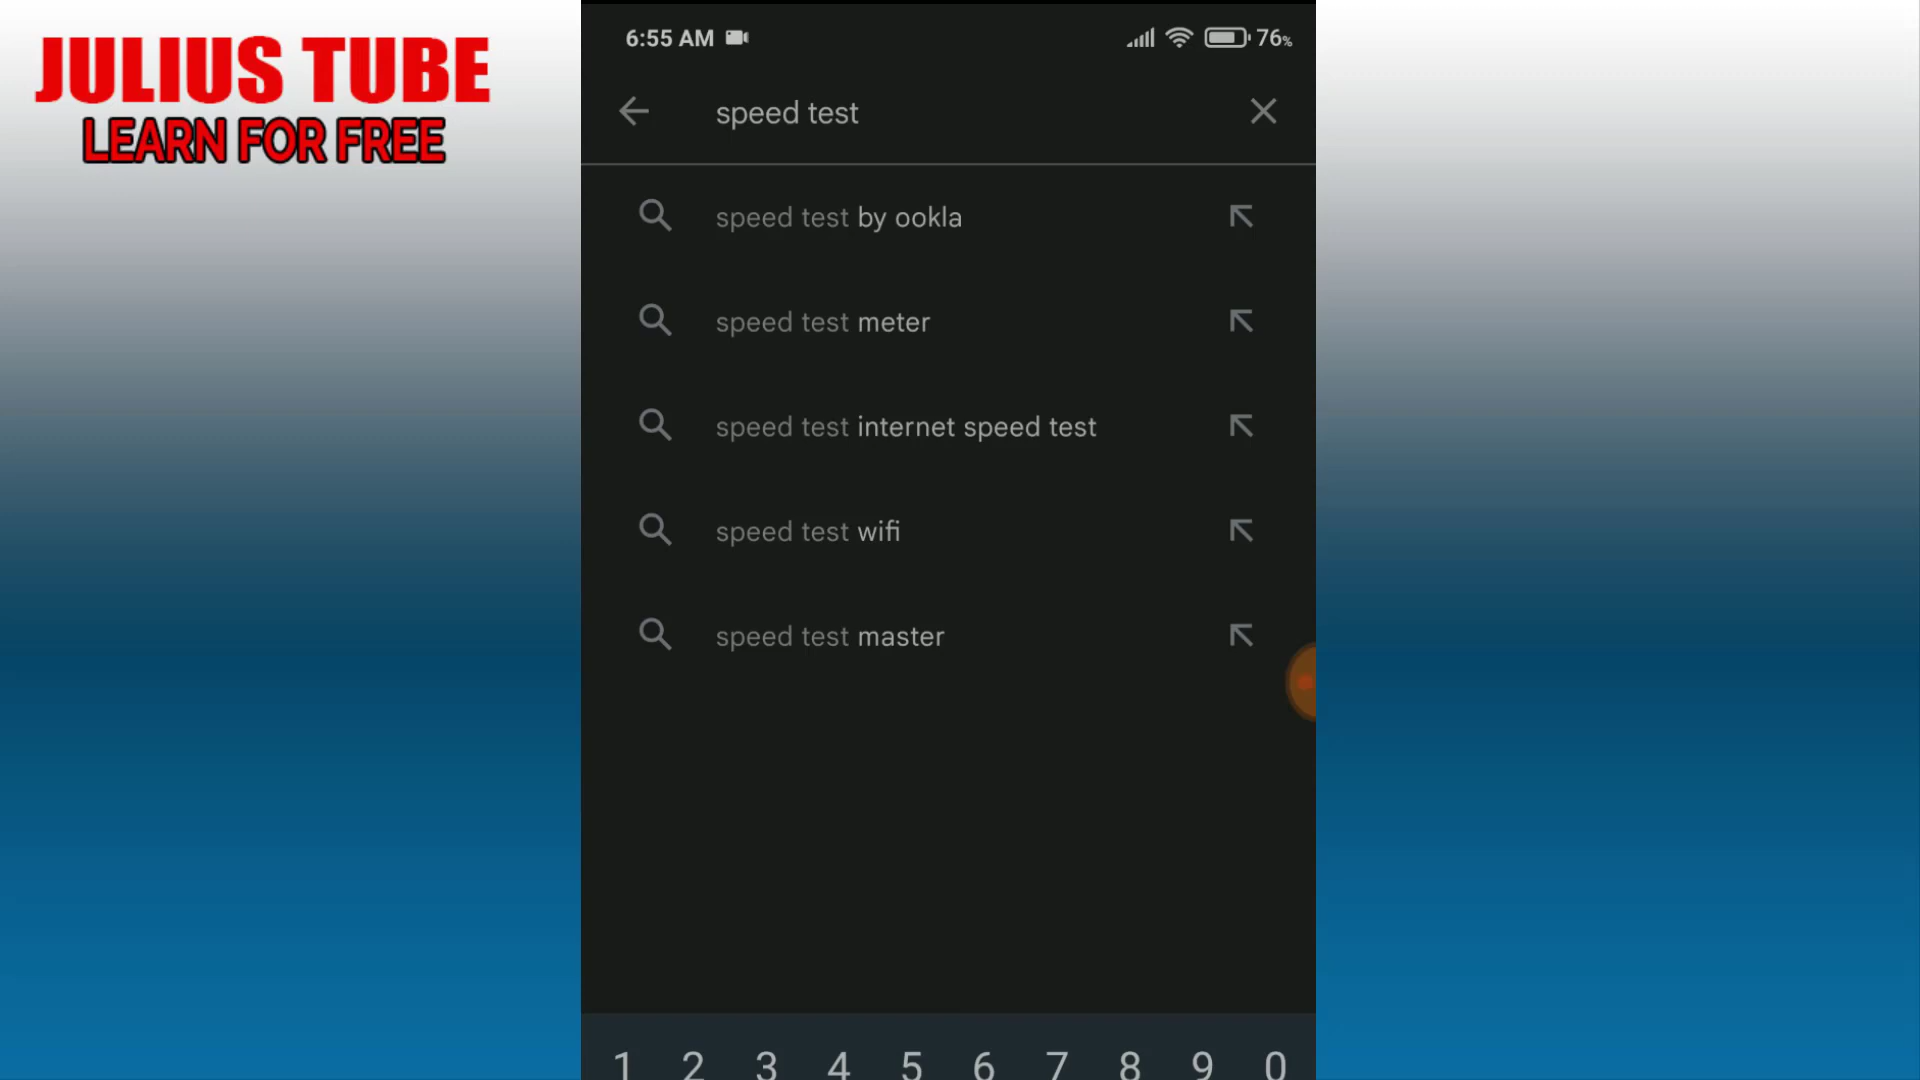 JULIUS TUBE
LEARN FOR FREE
6:55 AM 76%
speed test
speed test by ookla
speed test meter
speed test internet speed test
speed test wifi
speed test master
1 2 3 4 5 6 7 8 9 0